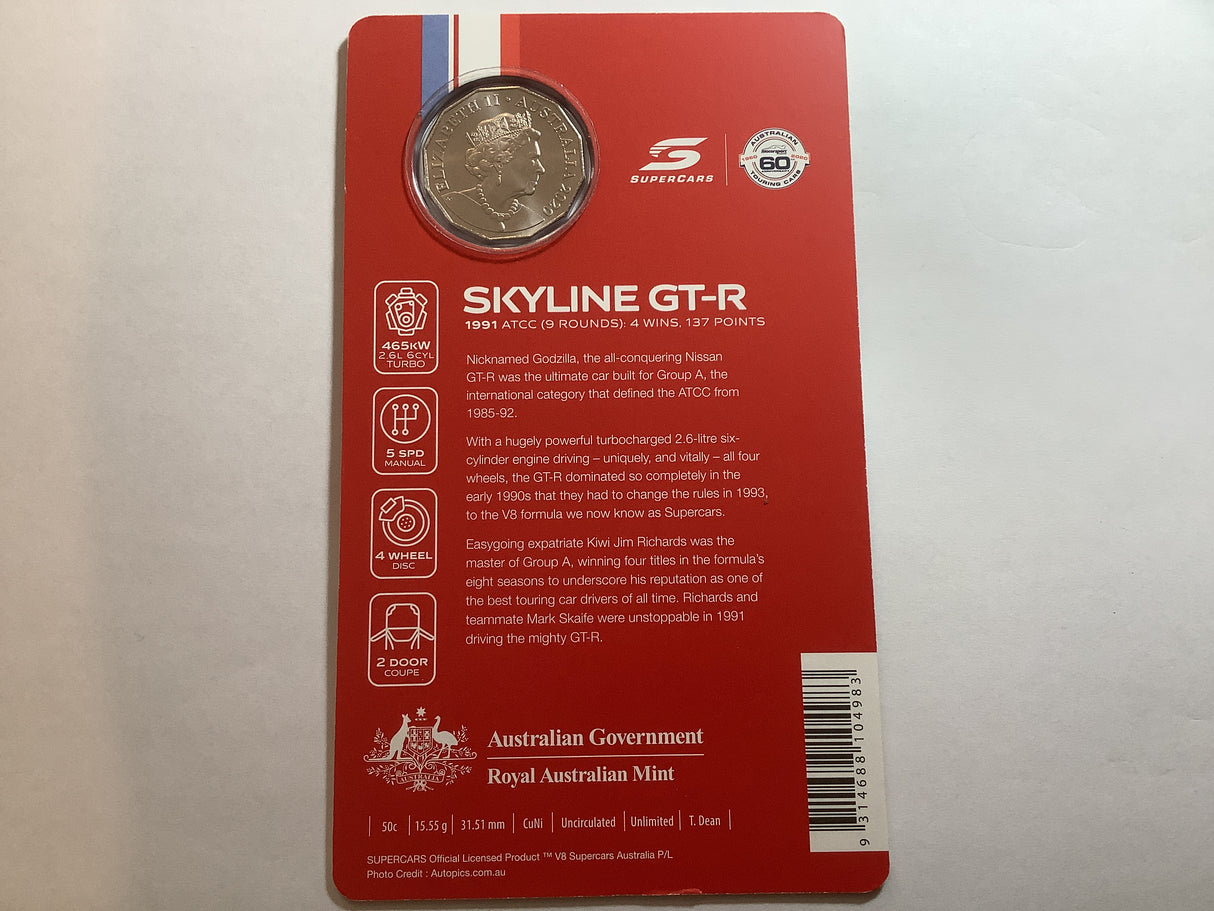 ELIZABETH II • AUSTRALIA 2020
SUPERCARS
AUSTRALIAN
1960 2020
60
TOURING CARS
SKYLINE GT-R
1991 ATCC (9 ROUNDS): 4 WINS, 137 POINTS
465KW
2.6L 6CYL
TURBO
5 SPD
MANUAL
4 WHEEL
DISC
2 DOOR
COUPE
Nicknamed Godzilla, the all-conquering Nissan
GT-R was the ultimate car built for Group A, the
international category that defined the ATCC from
1985-92.
With a hugely powerful turbocharged 2.6-litre six-
cylinder engine driving – uniquely, and vitally – all four
wheels, the GT-R dominated so completely in the
early 1990s that they had to change the rules in 1993,
to the V8 formula we now know as Supercars.
Easygoing expatriate Kiwi Jim Richards was the
master of Group A, winning four titles in the formula's
eight seasons to underscore his reputation as one of
the best touring car drivers of all time. Richards and
teammate Mark Skaife were unstoppable in 1991
driving the mighty GT-R.
AUSTRALIA
Australian Government
Royal Australian Mint
50c | 15.55 g | 31.51 mm | CuNi | Uncirculated | Unlimited | T. Dean
SUPERCARS Official Licensed Product ™ V8 Supercars Australia P/L
Photo Credit : Autopics.com.au
9 314688 104983